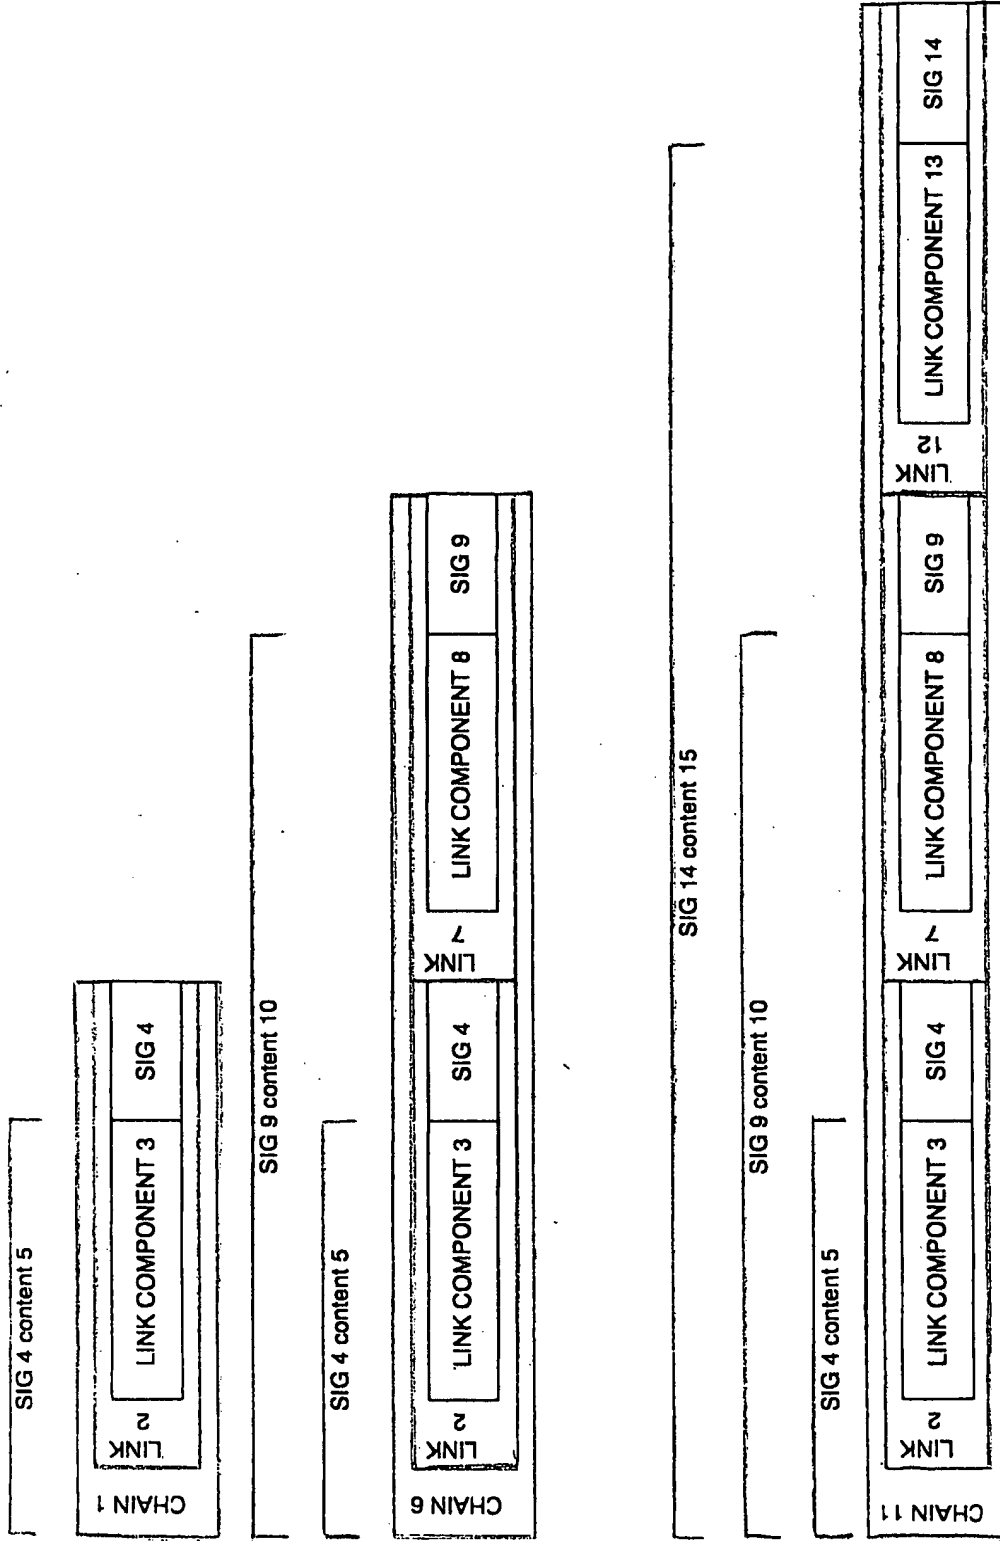 SIG 4 content 5
CHAIN 1
LINK
2
LINK COMPONENT 3
SIG 4
SIG 9 content 10
SIG 4 content 5
CHAIN 6
LINK
2
LINK COMPONENT 3
SIG 4
LINK
7
LINK COMPONENT 8
SIG 9
SIG 14 content 15
SIG 9 content 10
SIG 4 content 5
CHAIN 11
LINK
2
LINK COMPONENT 3
SIG 4
LINK
7
LINK COMPONENT 8
SIG 9
LINK
12
LINK COMPONENT 13
SIG 14